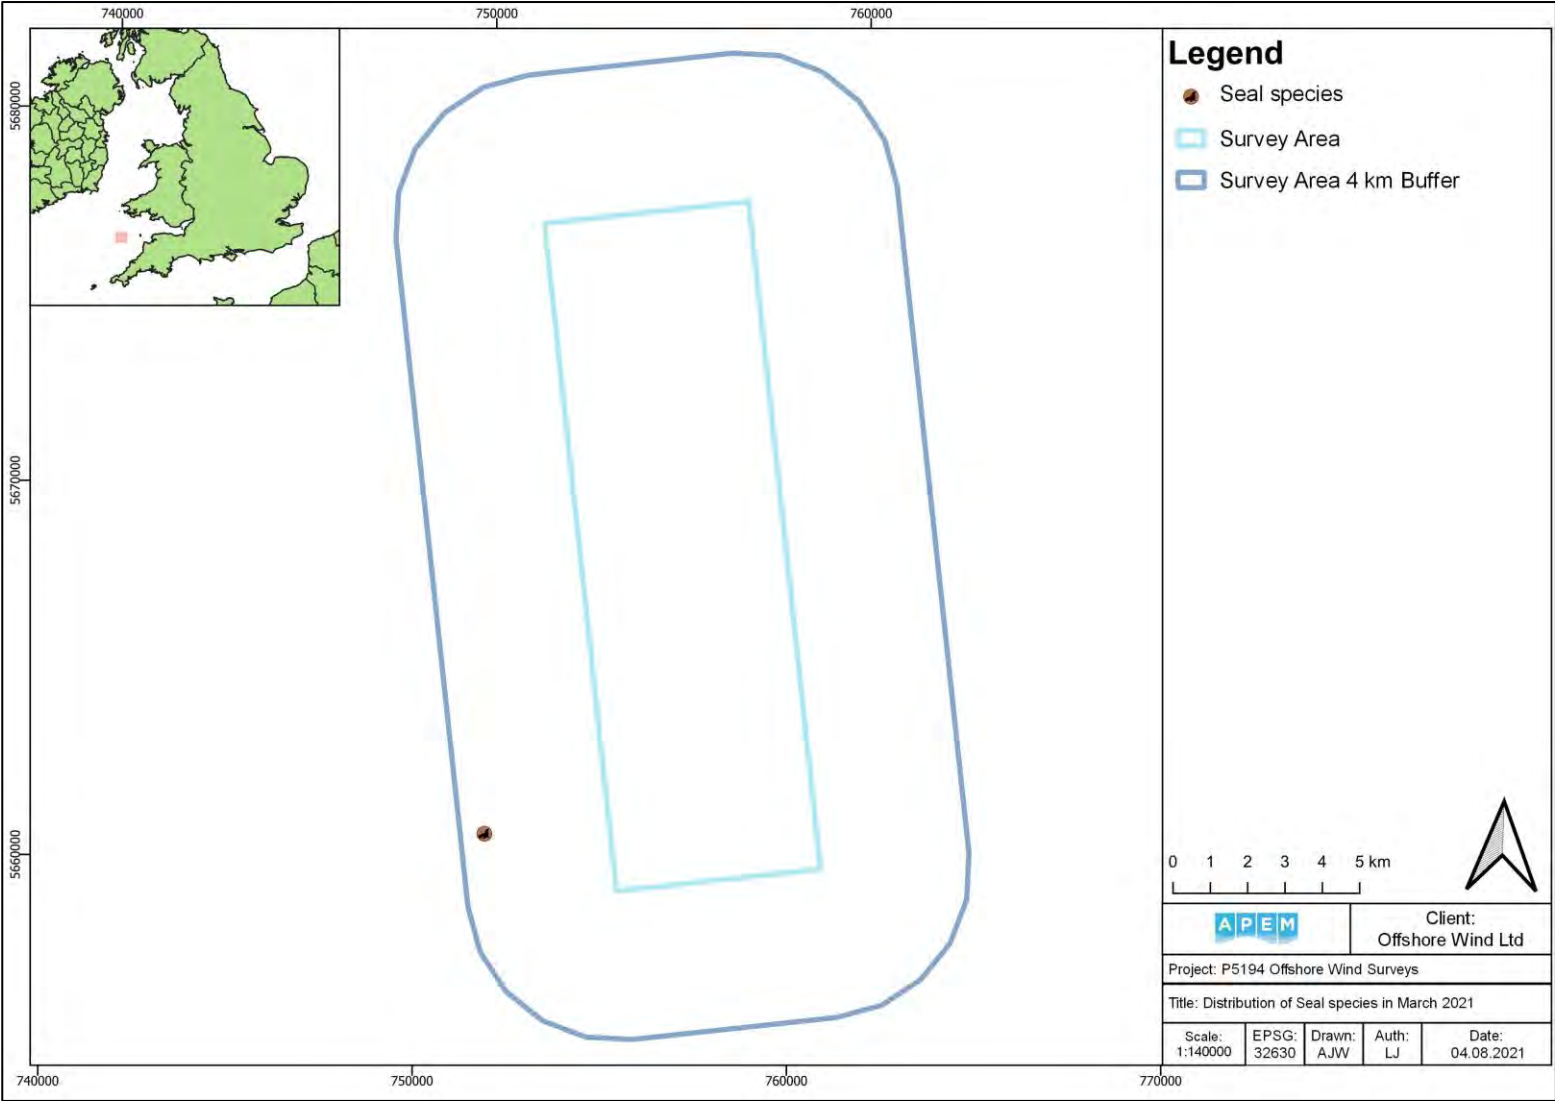 740000 750000 760000
5680000
5670000
5660000
Legend
Seal species
Survey Area
Survey Area 4 km Buffer
0 1 2 3 4 5 km
APEM
Client:
Offshore Wind Ltd
Project: P5194 Offshore Wind Surveys
Title: Distribution of Seal species in March 2021
Scale:
1:140000
EPSG:
32630
Drawn:
AJW
Auth:
LJ
Date:
04.08.2021
740000 750000 760000 770000